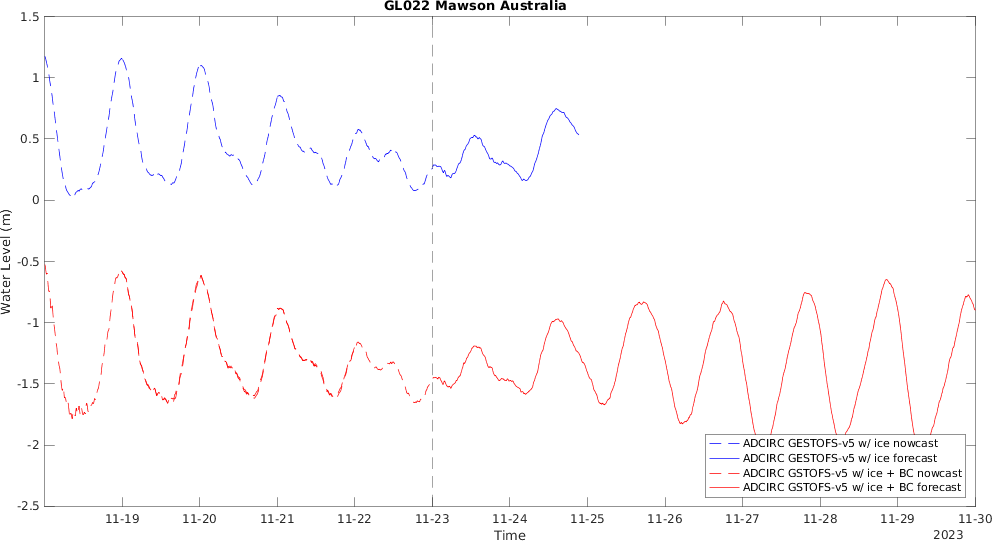 GL022 Mawson Australia
1.5
1
0.5
0
-0.5
-1
-1.5
-2
-2.5
Water Level (m)
ADCIRC GESTOFS-v5 w/ ice nowcast
ADCIRC GESTOFS-v5 w/ ice forecast
ADCIRC GSTOFS-v5 w/ ice + BC nowcast
ADCIRC GSTOFS-v5 w/ ice + BC forecast
11-19 11-20 11-21 11-22 11-23 11-24 11-25 11-26 11-27 11-28 11-29 11-30
Time
2023